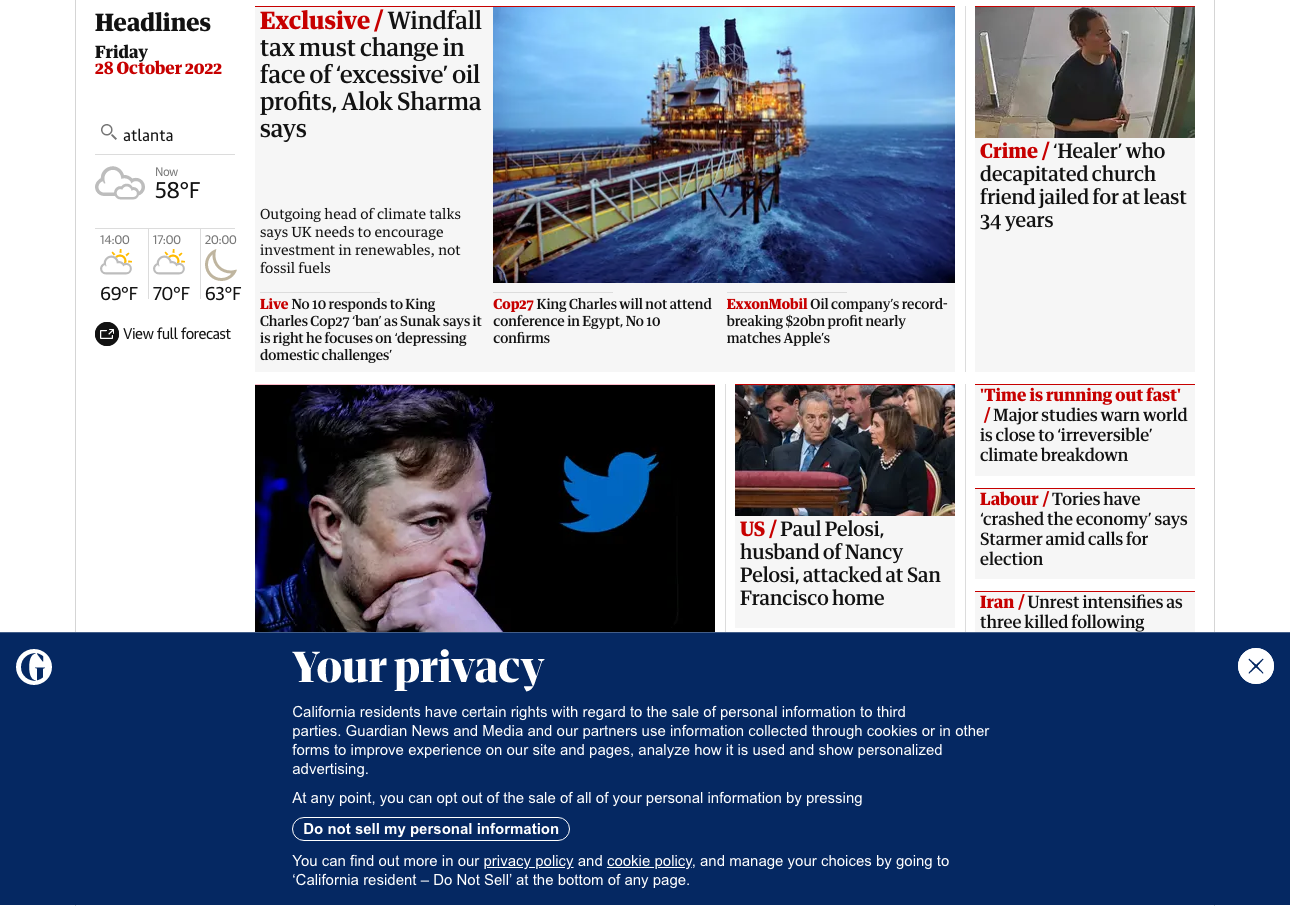 Headlines
Friday
28 October 2022
atlanta
Now
58°F
14:00
17:00
20:00
69°F
70°F
63°F
View full forecast
Exclusive / Windfall
tax must change in
face of ‘excessive’ oil
profits, Alok Sharma
says
Outgoing head of climate talks
says UK needs to encourage
investment in renewables, not
fossil fuels
Live No 10 responds to King
Charles Cop27 ‘ban’ as Sunak says it
is right he focuses on ‘depressing
domestic challenges’
Cop27 King Charles will not attend
conference in Egypt, No 10
confirms
ExxonMobil Oil company’s record-
breaking $20bn profit nearly
matches Apple’s
Crime / ‘Healer’ who
decapitated church
friend jailed for at least
34 years
US / Paul Pelosi,
husband of Nancy
Pelosi, attacked at San
Francisco home
'Time is running out fast'
/ Major studies warn world
is close to ‘irreversible’
climate breakdown
Labour / Tories have
‘crashed the economy’ says
Starmer amid calls for
election
Iran / Unrest intensifies as
three killed following
G
Your privacy
California residents have certain rights with regard to the sale of personal information to third
parties. Guardian News and Media and our partners use information collected through cookies or in other
forms to improve experience on our site and pages, analyze how it is used and show personalized
advertising.
At any point, you can opt out of the sale of all of your personal information by pressing
Do not sell my personal information
You can find out more in our privacy policy and cookie policy, and manage your choices by going to
‘California resident – Do Not Sell’ at the bottom of any page.